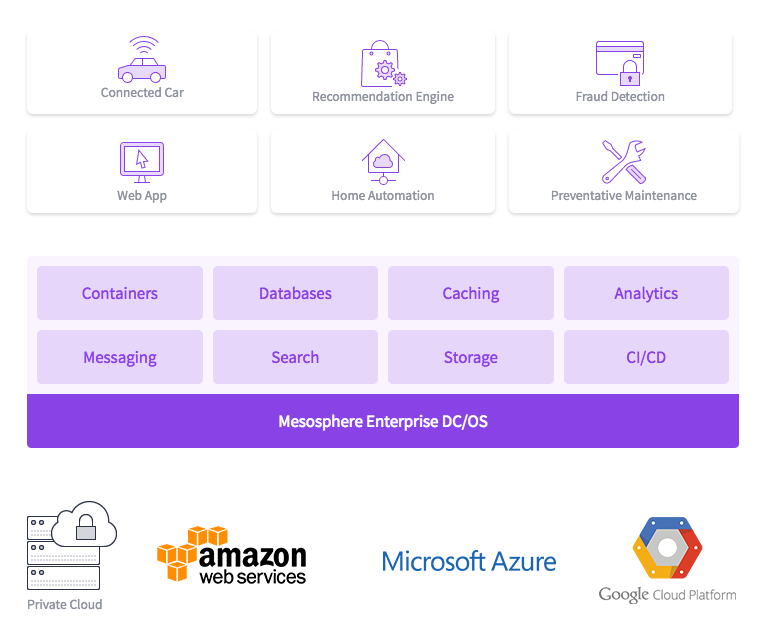 Connected Car
Recommendation Engine
Fraud Detection
Web App
Home Automation
Preventative Maintenance
Containers
Databases
Caching
Analytics
Messaging
Search
Storage
CI/CD
Mesosphere Enterprise DC/OS
Private Cloud
amazon
web services
Microsoft Azure
Google Cloud Platform